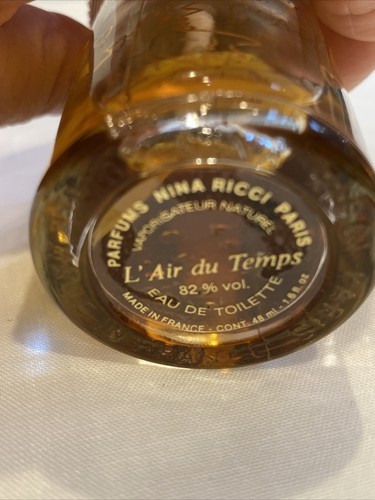 PARFUMS NINA RICCI PARIS
VAPORISATEUR NATUREL
L'Air du Temps
82% vol.
EAU DE TOILETTE
MADE IN FRANCE - CONT. 48 ml - 1.6 fl oz